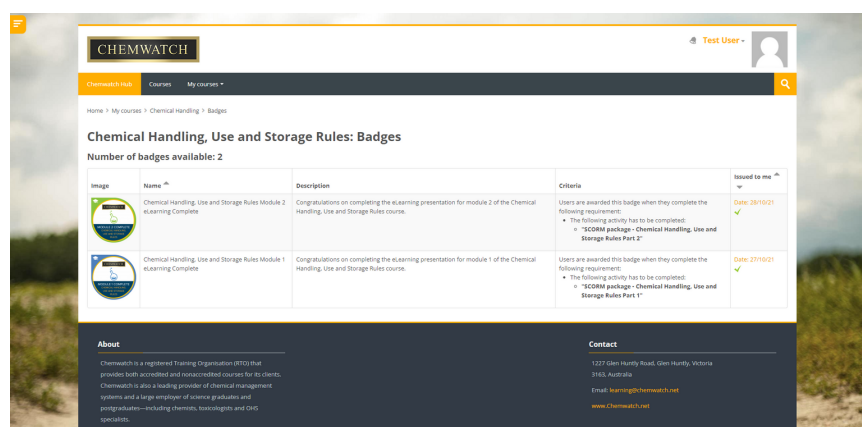 CHEMWATCH
Test User
Chemwatch Hub Courses My courses
Home > My courses > Chemical Handling > Badges
Chemical Handling, Use and Storage Rules: Badges
Number of badges available: 2
Image Name Description Criteria Issued to me
Chemical Handling, Use and Storage Rules Module 2
eLearning Complete
Congratulations on completing the eLearning presentation for module 2 of the Chemical
Handling, Use and Storage Rules course.
Users are awarded this badge when they complete the
following requirement:
The following activity has to be completed:
"SCORM package - Chemical Handling, Use and
Storage Rules Part 2"
Date: 28/10/21
MODULE 2 COMPLETE
Chemical Handling, Use and Storage Rules Module 1
eLearning Complete
Congratulations on completing the eLearning presentation for module 1 of the Chemical
Handling, Use and Storage Rules course.
Users are awarded this badge when they complete the
following requirement:
The following activity has to be completed:
"SCORM package - Chemical Handling, Use and
Storage Rules Part 1"
Date: 27/10/21
MODULE 1 COMPLETE
About
Chemwatch is a registered Training Organisation (RTO) that
provides both accredited and nonaccredited courses for its clients.
Chemwatch is also a leading provider of chemical management
systems and a large employer of science graduates and
postgraduates—including chemists, toxicologists and OHS
specialists.
Contact
1227 Glen Huntly Road, Glen Huntly, Victoria
3163, Australia
Email: learning@chemwatch.net
www.Chemwatch.net